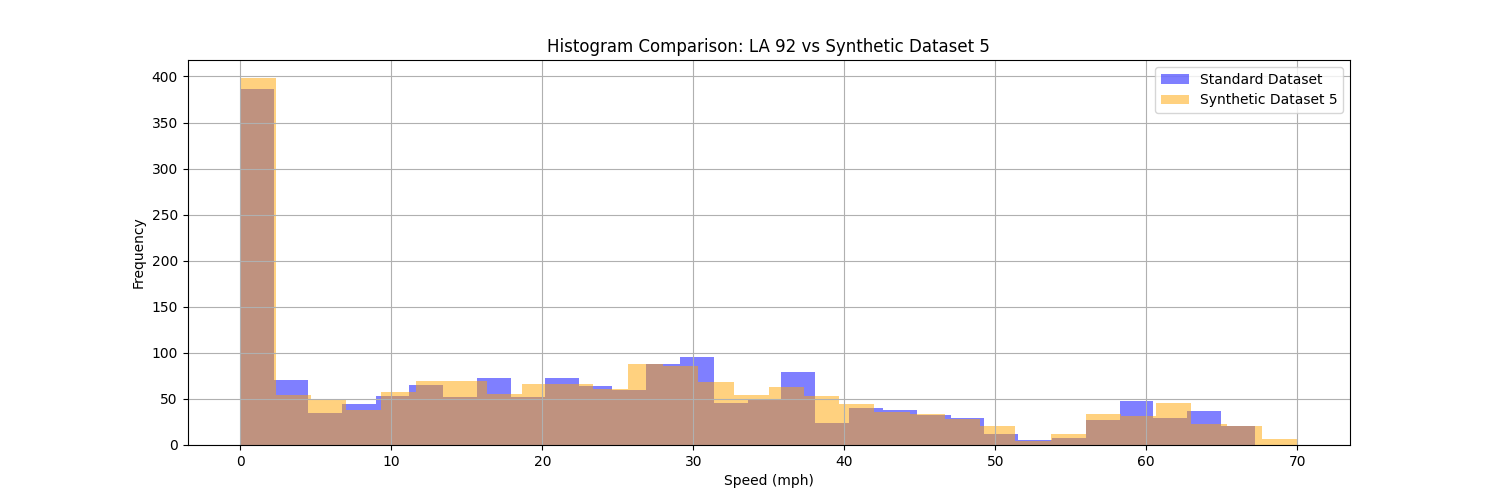 Histogram Comparison: LA 92 vs Synthetic Dataset 5
Standard Dataset
Synthetic Dataset 5
400
350
300
250
200
150
100
50
0
Frequency
0 10 20 30 40 50 60 70
Speed (mph)